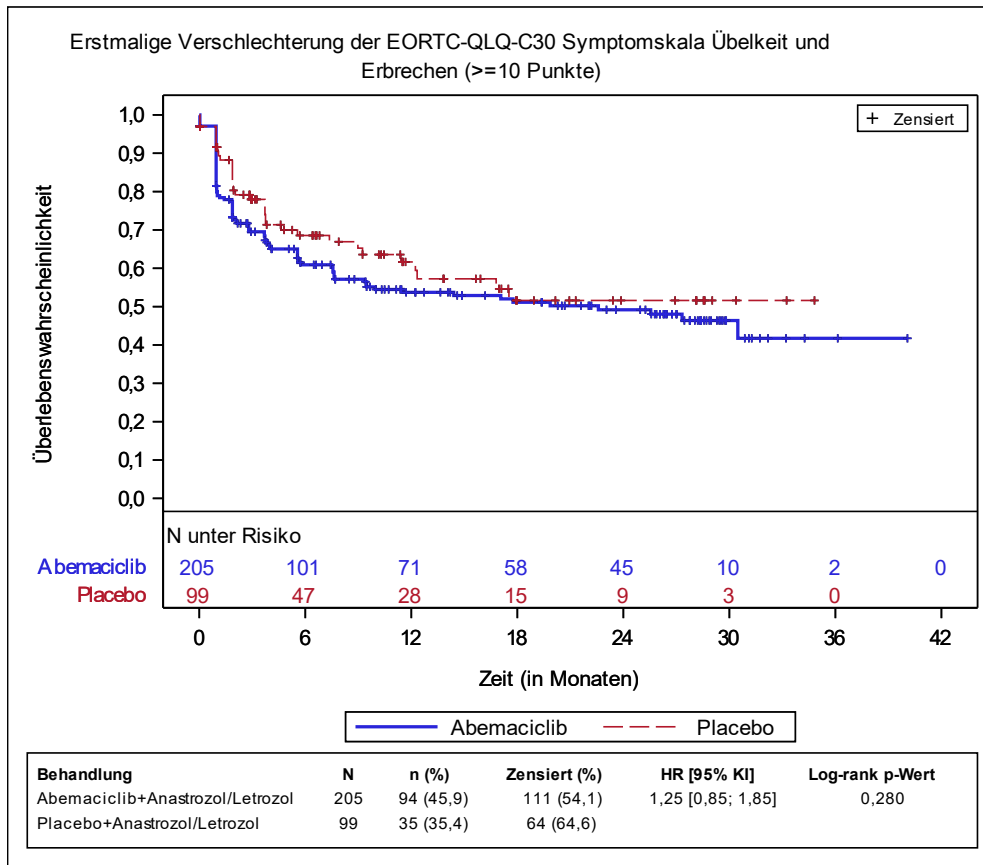 Erstmalige Verschlechterung der EORTC-QLQ-C30 Symptomskala Übelkeit und
Erbrechen (>=10 Punkte)
+ Zensiert
Überlebenswahrscheinlichkeit
1,0
0,9
0,8
0,7
0,6
0,5
0,4
0,3
0,2
0,1
0,0
N unter Risiko
Abemaciclib 205 101 71 58 45 10 2 0
Placebo 99 47 28 15 9 3 0
0 6 12 18 24 30 36 42
Zeit (in Monaten)
Abemaciclib Placebo
Behandlung N n (%) Zensiert (%) HR [95% KI] Log-rank p-Wert
Abemaciclib+Anastrozol/Letrozol 205 94 (45,9) 111 (54,1) 1,25 [0,85; 1,85] 0,280
Placebo+Anastrozol/Letrozol 99 35 (35,4) 64 (64,6)